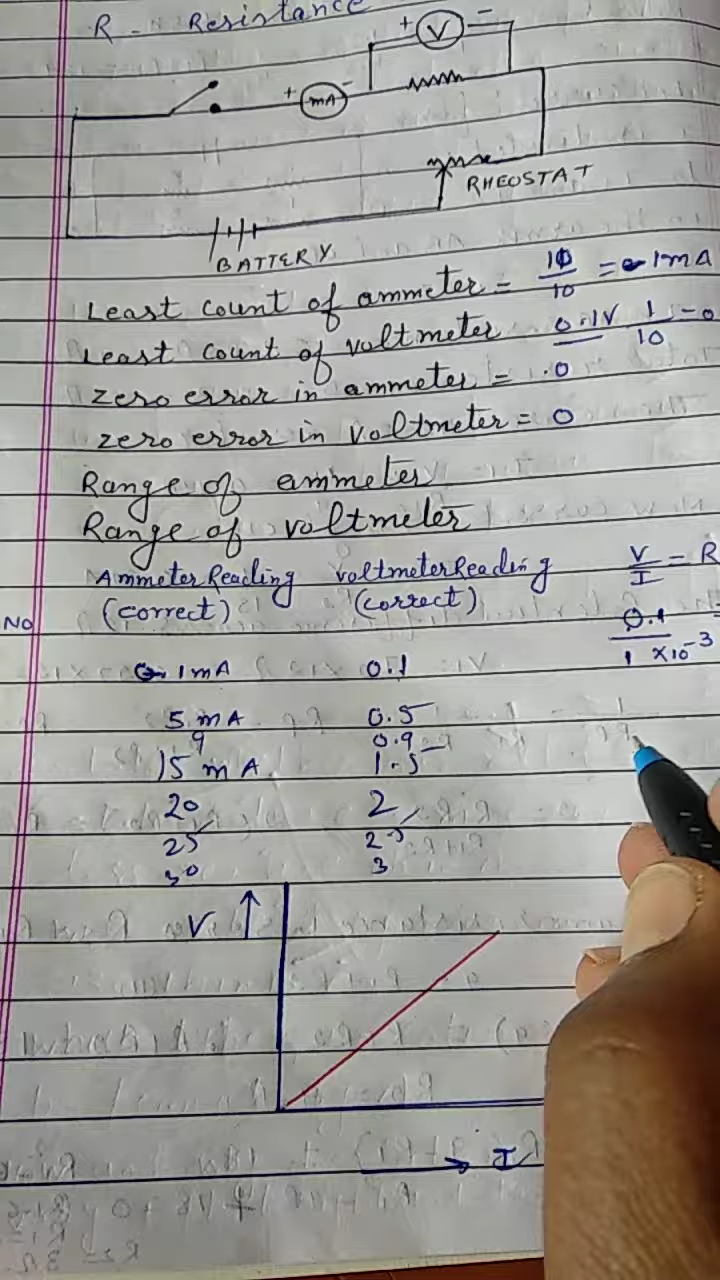 R - Resistance
+ V -
+ mA -
RHEOSTAT
BATTERY
Least count of ammeter = 10/10 = 1mA
Least count of voltmeter 0.1V 1/10 = 0
zero error in ammeter = .0
zero error in voltmeter = 0
Range of ammeter
Range of voltmeter
Ammeter Reading voltmeter Reading V/I = R
NO (correct) (correct)
0.1/1 × 10⁻³
1mA 0.1
5 mA 0.5
9 0.9
15 mA 1.5
20 2
25 2.5
30 3
V ↑
→ I